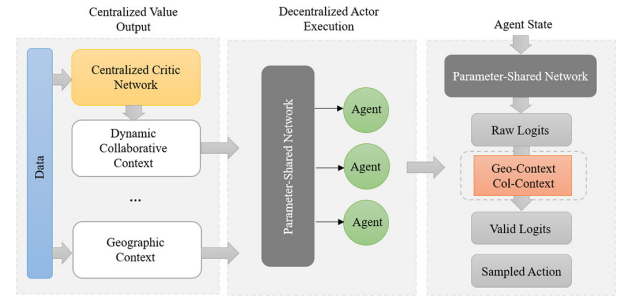 Centralized Value
Output
Data
Centralized Critic
Network
Dynamic
Collaborative
Context
...
Geographic
Context
Decentralized Actor
Execution
Parameter-Shared Network
Agent
Agent
Agent
Agent State
Parameter-Shared Network
Raw Logits
Geo-Context
Col-Context
Valid Logits
Sampled Action